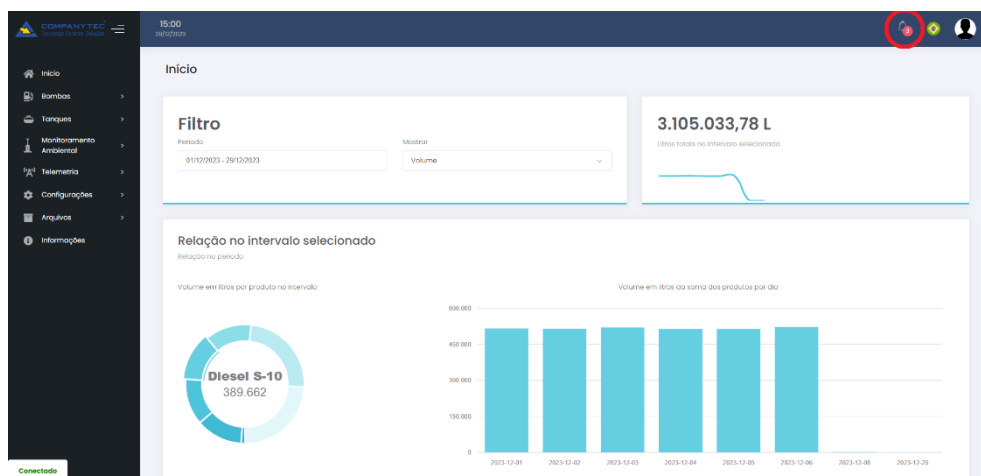 COMPANYTEC
15:00
29/12/2023
3
Início
Bombas
Tanques
Monitoramento
Ambiental
Telemetria
Configurações
Arquivos
Informações
Conectado
Início
Filtro
Período
01/12/2023 - 29/12/2023
Mostrar
Volume
3.105.033,78 L
Litros totais no intervalo selecionado
Relação no intervalo selecionado
Relação no período
Volume em litros por produto no intervalo
Diesel S-10
389.662
Volume em litros da soma dos produtos por dia
600.000
450.000
300.000
150.000
0
2023-12-01 2023-12-02 2023-12-03 2023-12-04 2023-12-05 2023-12-06 2023-12-08 2023-12-26